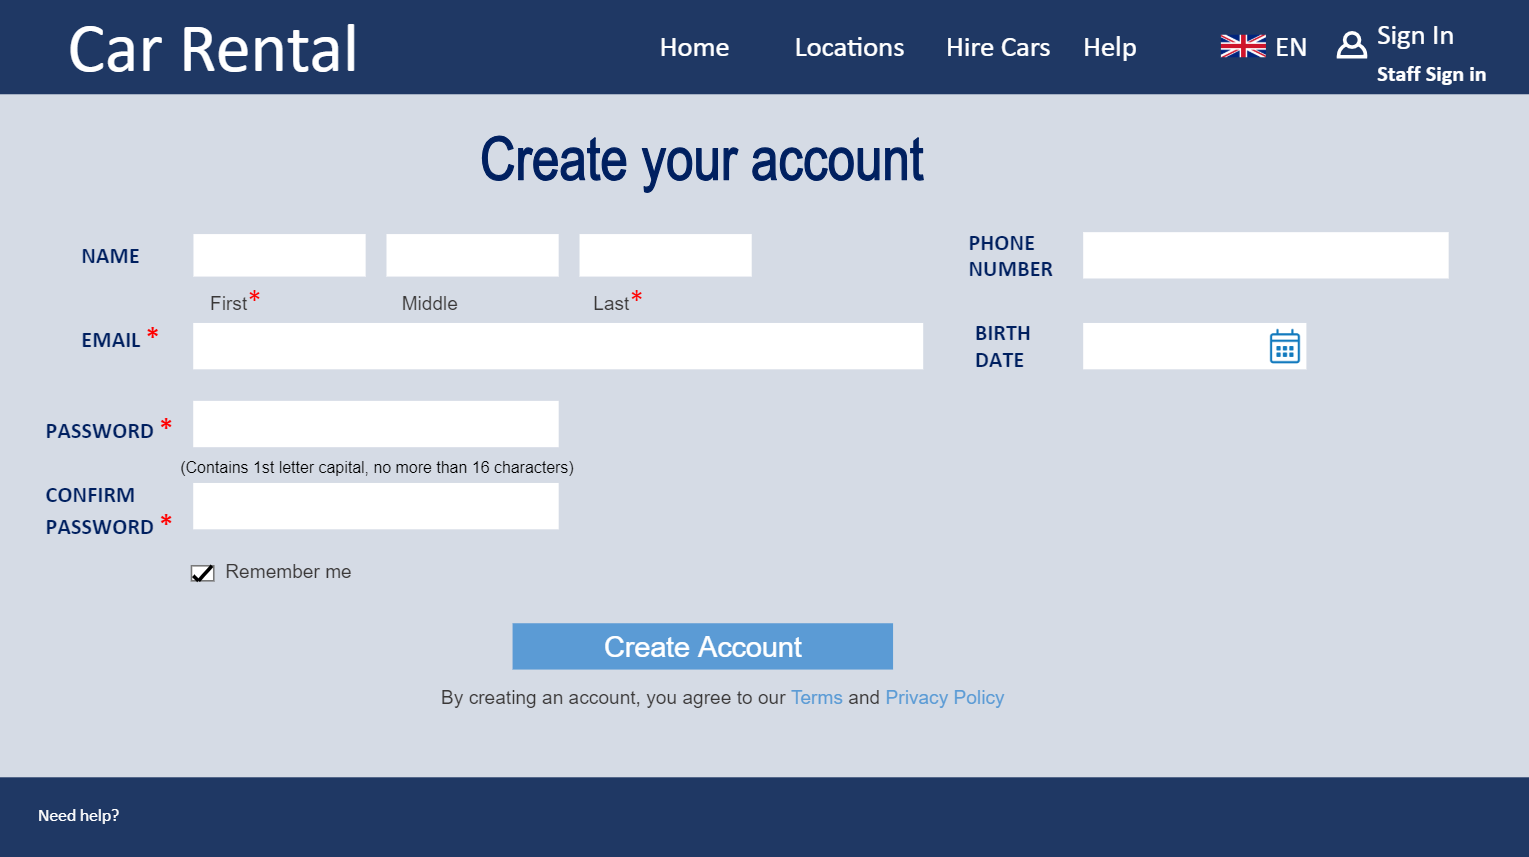 Car Rental
Home
Locations
Hire Cars
Help
EN
Sign In
Staff Sign in
Create your account
NAME
First*
Middle
Last*
PHONE
NUMBER
EMAIL *
BIRTH
DATE
PASSWORD *
(Contains 1st letter capital, no more than 16 characters)
CONFIRM
PASSWORD *
Remember me
Create Account
By creating an account, you agree to our Terms and Privacy Policy
Need help?